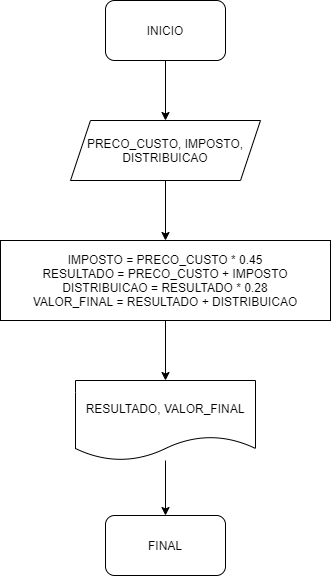 INICIO
PRECO_CUSTO, IMPOSTO,
DISTRIBUICAO
IMPOSTO = PRECO_CUSTO * 0.45
RESULTADO = PRECO_CUSTO + IMPOSTO
DISTRIBUICAO = RESULTADO * 0.28
VALOR_FINAL = RESULTADO + DISTRIBUICAO
RESULTADO, VALOR_FINAL
FINAL